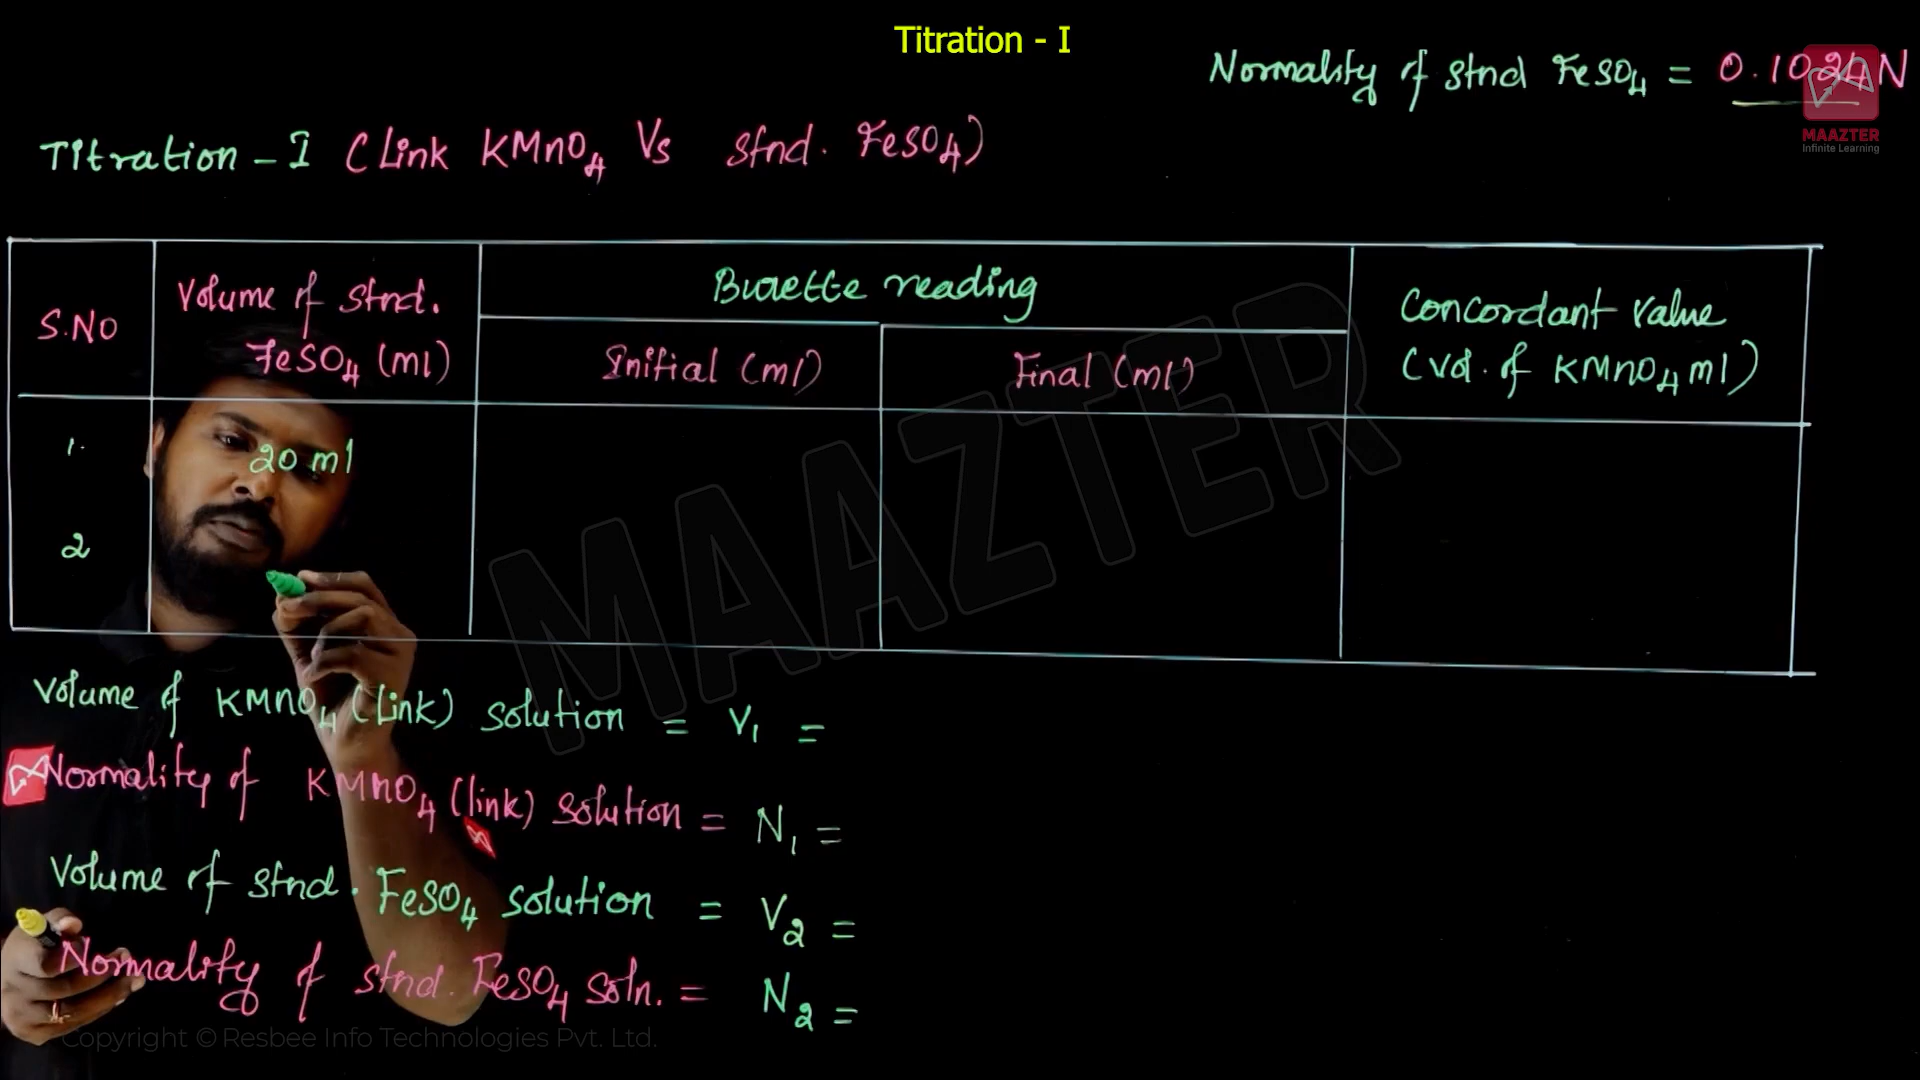 Titration - I
Normality of stnd FeSO4 = 0.1024 N
MAAZTER
Infinite Learning
Titration - I (Link KMnO4 Vs stnd. FeSO4)
S.NO
Volume of stnd. FeSO4 (ml)
Burette reading
Initial (ml)
Final (ml)
Concordant value
(Vol. of KMnO4 ml)
1. 20 ml
2
MAAZTER
Volume of KMnO4 (Link) solution = V1 =
Normality of KMnO4 (link) solution = N1 =
Volume of stnd. FeSO4 solution = V2 =
Normality of stnd. FeSO4 soln. = N2 =
Copyright © Resbee Info Technologies Pvt. Ltd.